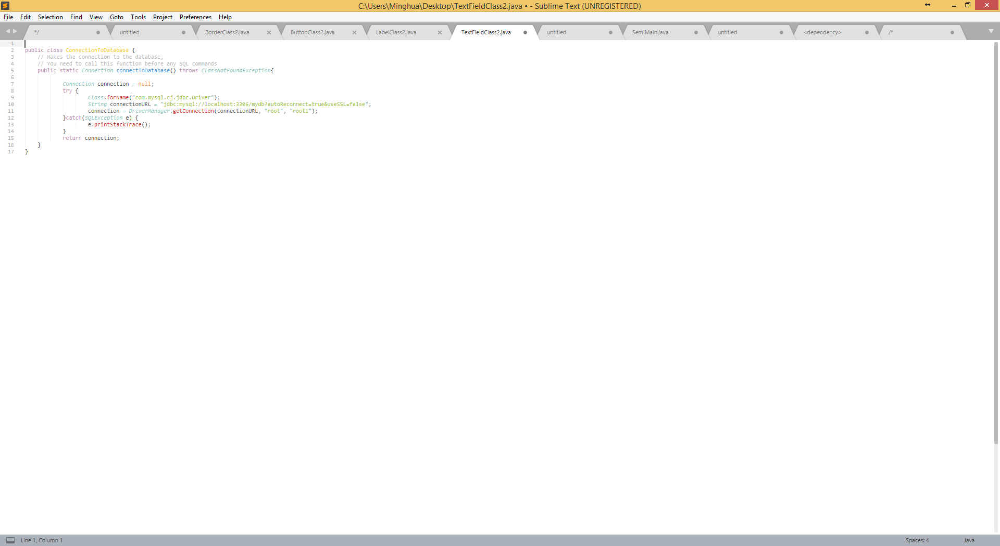 C:\Users\Minghua\Desktop\TextFieldClass2.java • - Sublime Text (UNREGISTERED)
File Edit Selection Find View Goto Tools Project Preferences Help
*/ untitled BorderClass2.java ButtonClass2.java LabelClass2.java TextFieldClass2.java untitled SemiMain.java untitled <dependency> /*
1
2 public class ConnectionToDatabase {
3 // Makes the connection to the database,
4 // You need to call this function before any SQL commands
5 public static Connection connectToDatabase() throws ClassNotFoundException{
6
7 Connection connection = null;
8 try {
9 Class.forName("com.mysql.cj.jdbc.Driver");
10 String connectionURL = "jdbc:mysql://localhost:3306/mydb?autoReconnect=true&useSSL=false";
11 connection = DriverManager.getConnection(connectionURL, "root", "root1");
12 }catch(SQLException e) {
13 e.printStackTrace();
14 }
15 return connection;
16 }
17 }
Line 1, Column 1 Spaces: 4 Java